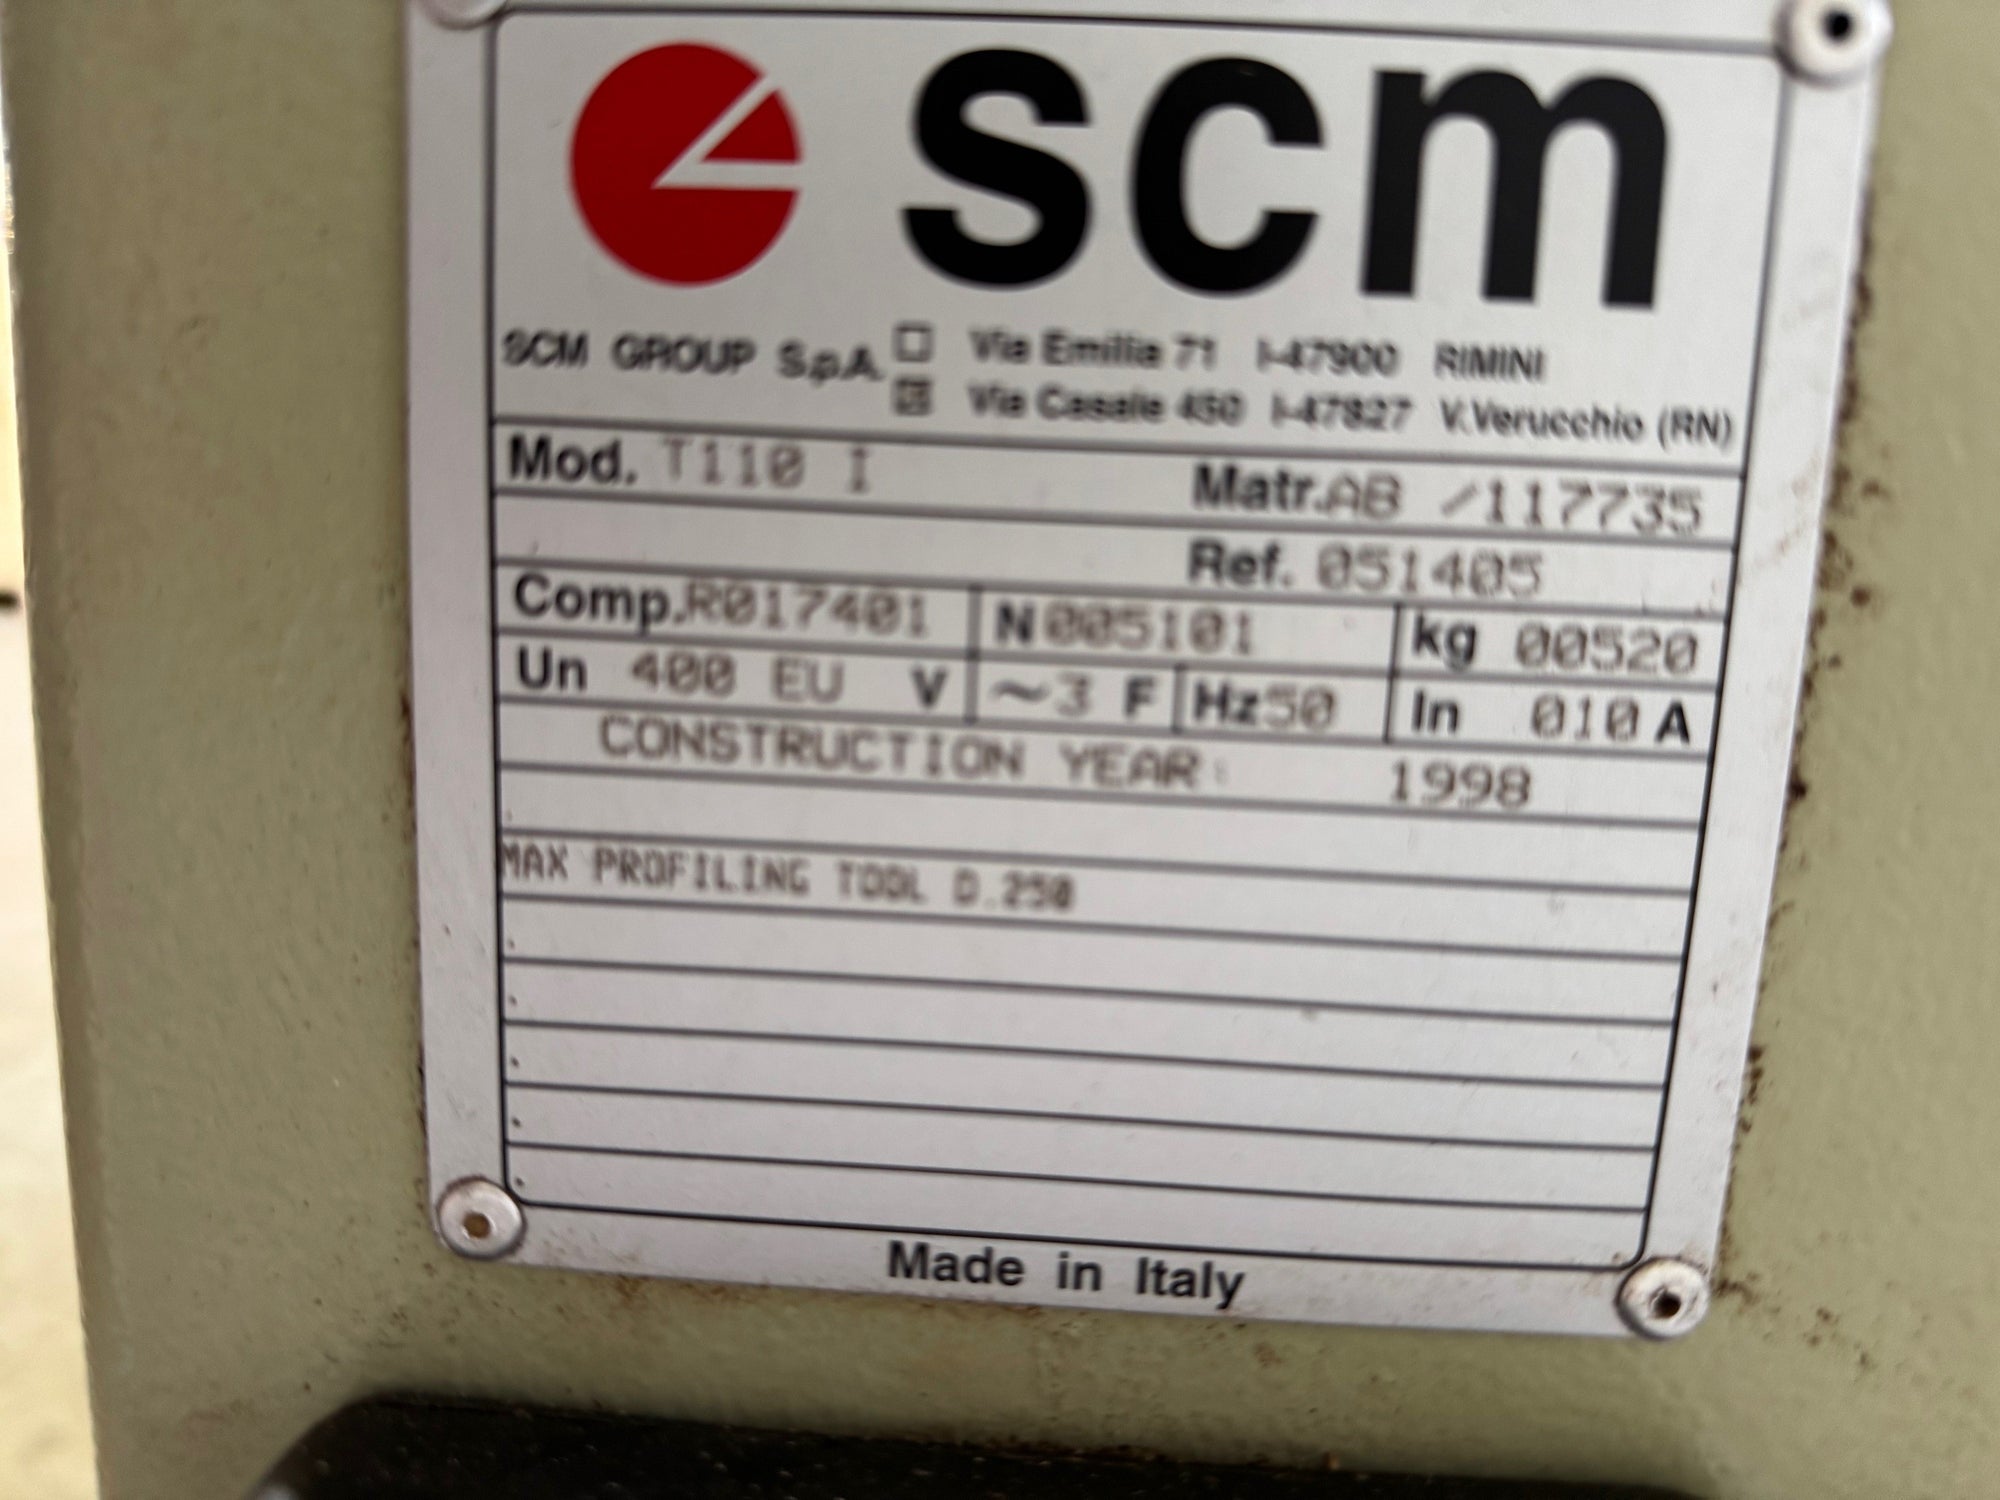 scm
SCM GROUP S.p.A. Via Emilia 71 I-47900 RIMINI
Via Casale 450 I-47827 V.Verucchio (RN)
Mod. T110 I Matr. AB /117735
Ref. 051405
Comp. R017401 N 005101 kg 00520
Un 400 EU V ~3 F Hz 50 In 010 A
CONSTRUCTION YEAR: 1998
MAX PROFILING TOOL D.250
Made in Italy